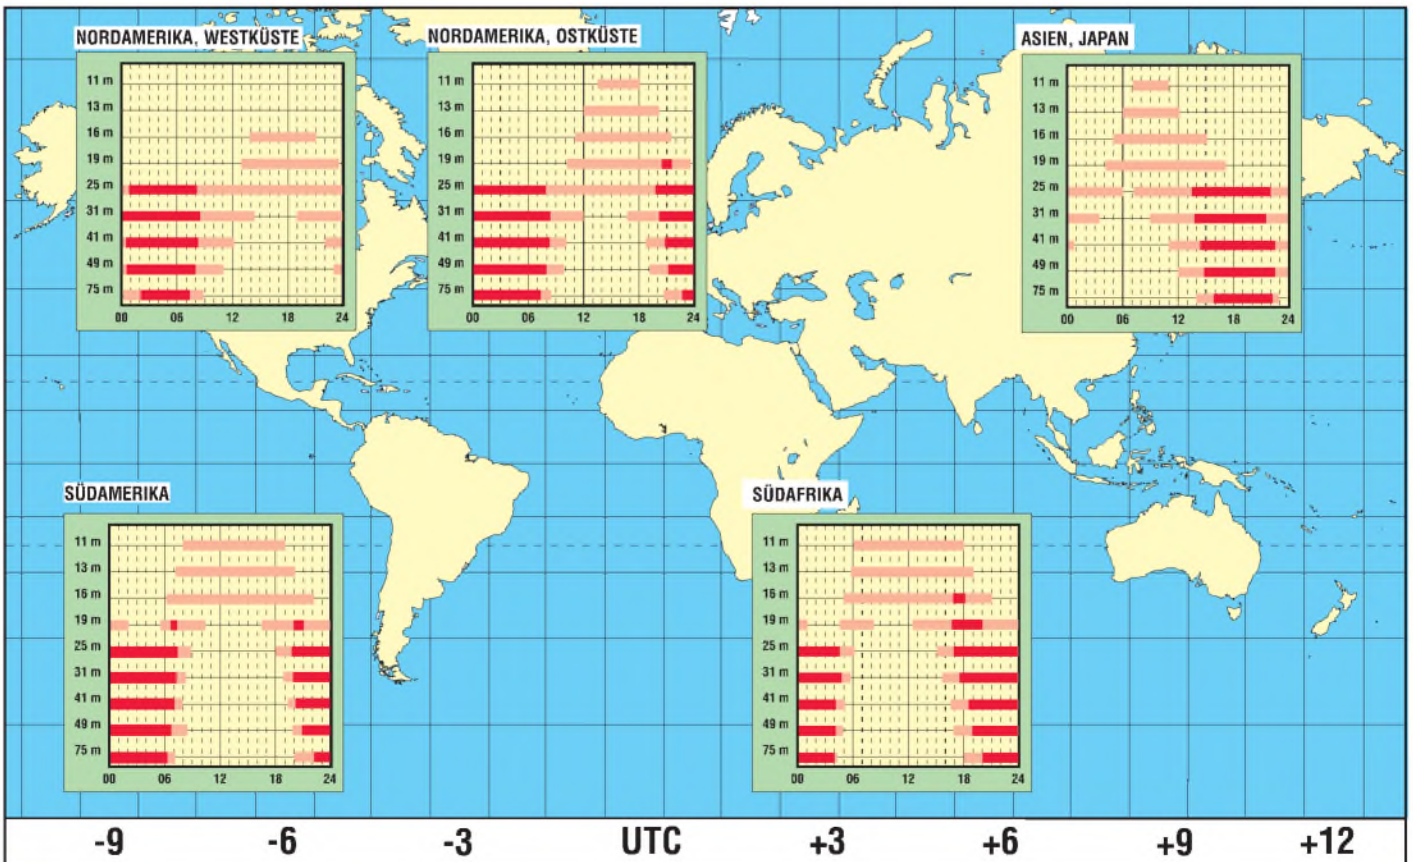 NORDAMERIKA, WESTKÜSTE
11 m
13 m
16 m
19 m
25 m
31 m
41 m
49 m
75 m
00 06 12 18 24
NORDAMERIKA, OSTKÜSTE
11 m
13 m
16 m
19 m
25 m
31 m
41 m
49 m
75 m
00 06 12 18 24
ASIEN, JAPAN
11 m
13 m
16 m
19 m
25 m
31 m
41 m
49 m
75 m
00 06 12 18 24
SÜDAMERIKA
11 m
13 m
16 m
19 m
25 m
31 m
41 m
49 m
75 m
00 06 12 18 24
SÜDAFRIKA
11 m
13 m
16 m
19 m
25 m
31 m
41 m
49 m
75 m
00 06 12 18 24
-9 -6 -3 UTC +3 +6 +9 +12